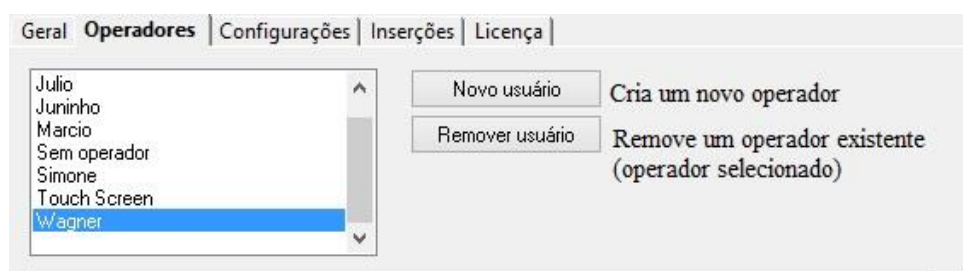 Geral Operadores Configurações Inserções Licença
Julio
Juninho
Marcio
Sem operador
Simone
Touch Screen
Wagner
Novo usuário Cria um novo operador
Remover usuário Remove um operador existente
(operador selecionado)